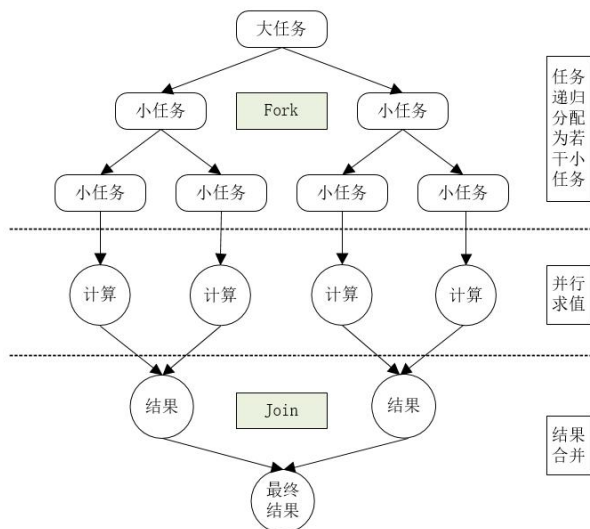 大任务
小任务
Fork
小任务
任务
递归
分配
为若
干小
任务
小任务
小任务
小任务
小任务
计算
计算
计算
计算
并行
求值
结果
Join
结果
结果
合并
最终
结果